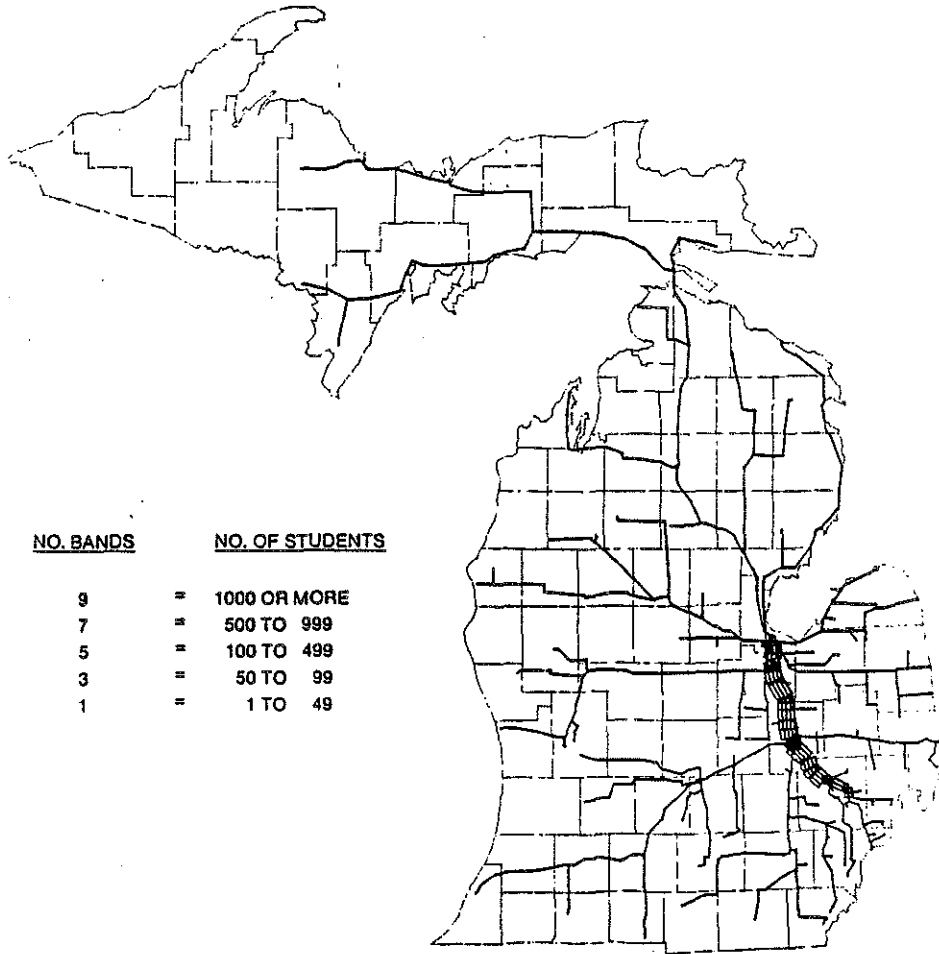 NO. BANDS NO. OF STUDENTS
9 = 1000 OR MORE
7 = 500 TO 999
5 = 100 TO 499
3 = 50 TO 99
1 = 1 TO 49